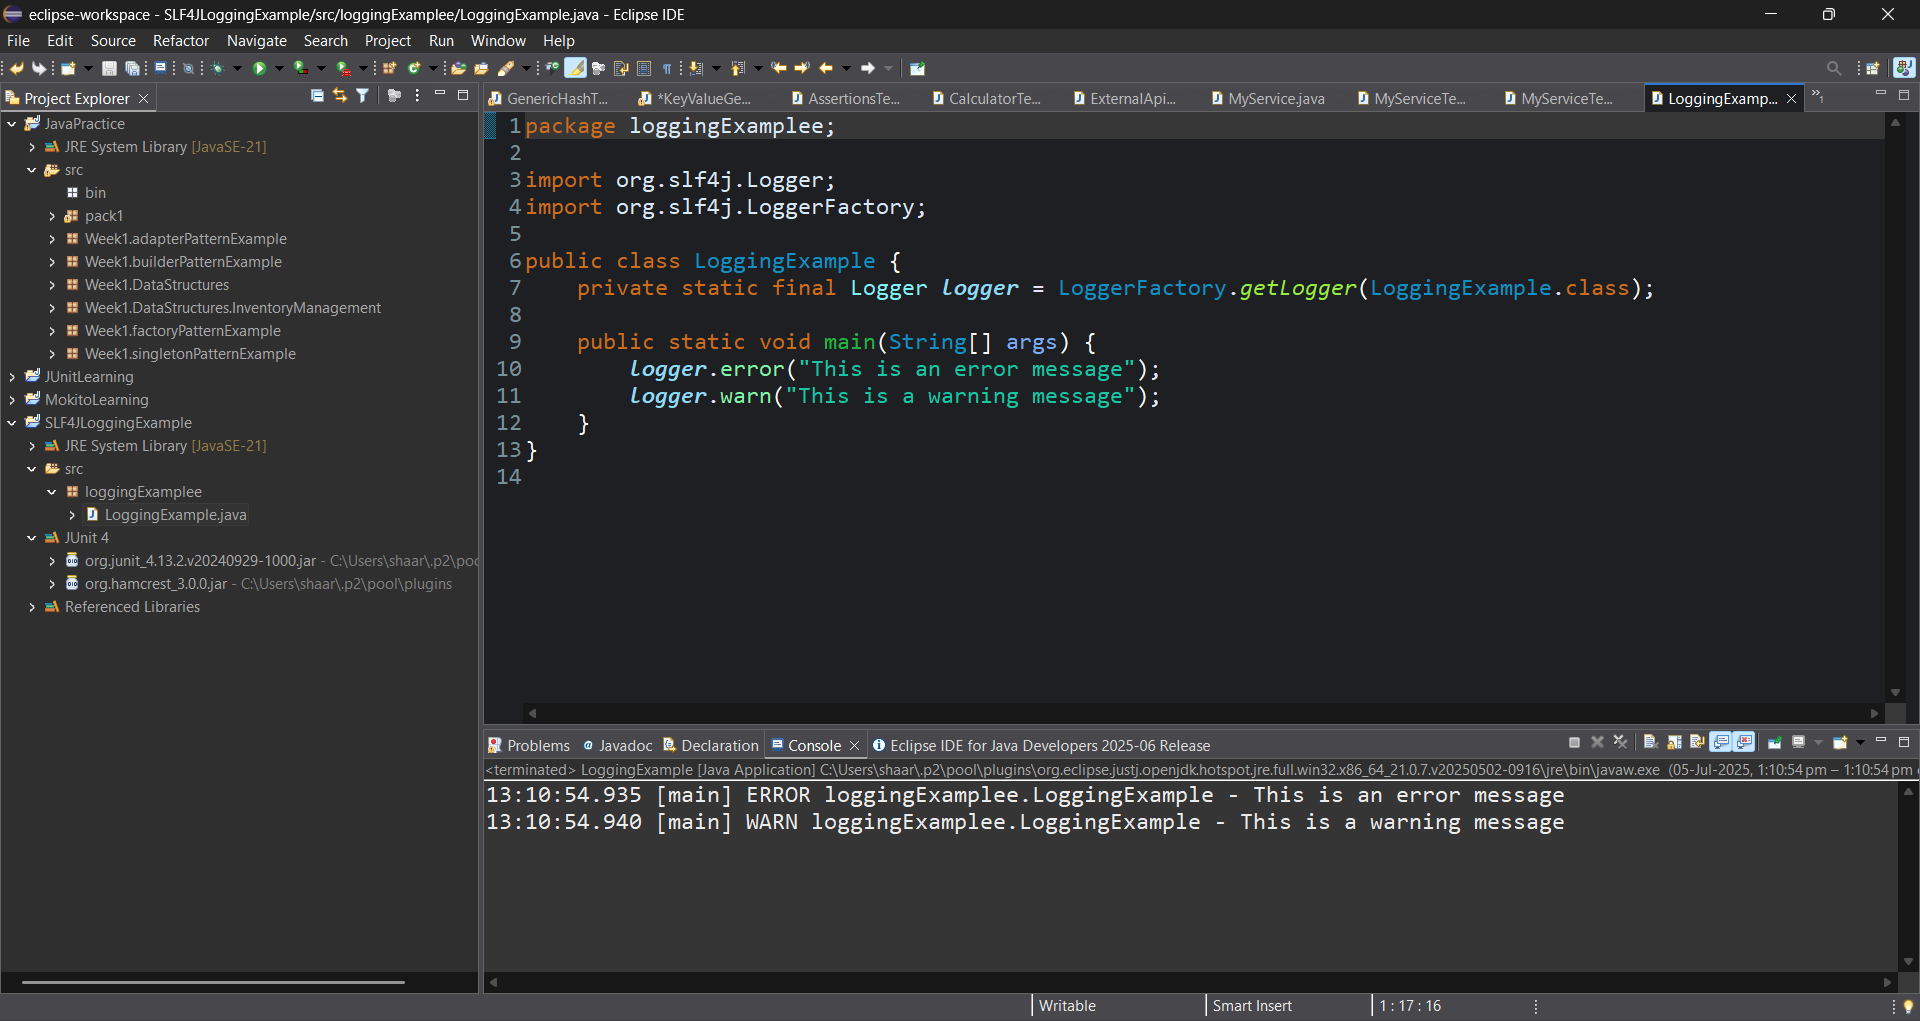 eclipse-workspace - SLF4JLoggingExample/src/loggingExamplee/LoggingExample.java - Eclipse IDE
File Edit Source Refactor Navigate Search Project Run Window Help
Project Explorer
JavaPractice
JRE System Library [JavaSE-21]
src
bin
pack1
Week1.adapterPatternExample
Week1.builderPatternExample
Week1.DataStructures
Week1.DataStructures.InventoryManagement
Week1.factoryPatternExample
Week1.singletonPatternExample
JUnitLearning
MokitoLearning
SLF4JLoggingExample
JRE System Library [JavaSE-21]
src
loggingExamplee
LoggingExample.java
JUnit 4
org.junit_4.13.2.v20240929-1000.jar - C:\Users\shaar\.p2\poo
org.hamcrest_3.0.0.jar - C:\Users\shaar\.p2\pool\plugins
Referenced Libraries
GenericHashT... *KeyValueGe... AssertionsTe... CalculatorTe... ExternalApi... MyService.java MyServiceTe... MyServiceTe... LoggingExamp... »1
1 package loggingExamplee;
2
3 import org.slf4j.Logger;
4 import org.slf4j.LoggerFactory;
5
6 public class LoggingExample {
7 private static final Logger logger = LoggerFactory.getLogger(LoggingExample.class);
8
9 public static void main(String[] args) {
10 logger.error("This is an error message");
11 logger.warn("This is a warning message");
12 }
13 }
14
Problems Javadoc Declaration Console Eclipse IDE for Java Developers 2025-06 Release
<terminated> LoggingExample [Java Application] C:\Users\shaar\.p2\pool\plugins\org.eclipse.justj.openjdk.hotspot.jre.full.win32.x86_64_21.0.7.v20250502-0916\jre\bin\javaw.exe (05-Jul-2025, 1:10:54 pm – 1:10:54 pm
13:10:54.935 [main] ERROR loggingExamplee.LoggingExample - This is an error message
13:10:54.940 [main] WARN loggingExamplee.LoggingExample - This is a warning message
Writable Smart Insert 1 : 17 : 16